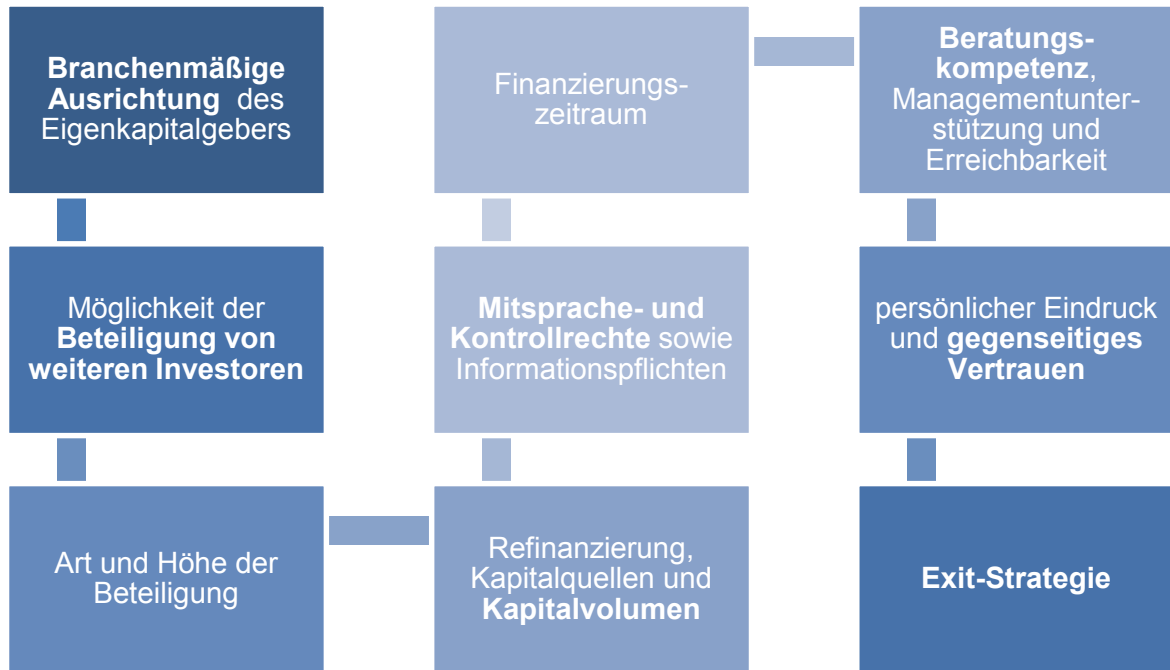 Branchenmäßige
Ausrichtung des
Eigenkapitalgebers
Möglichkeit der
Beteiligung von
weiteren Investoren
Art und Höhe der
Beteiligung
Refinanzierung,
Kapitalquellen und
Kapitalvolumen
Mitsprache- und
Kontrollrechte sowie
Informationspflichten
Finanzierungs-
zeitraum
Beratungs-
kompetenz,
Managementunter-
stützung und
Erreichbarkeit
persönlicher Eindruck
und gegenseitiges
Vertrauen
Exit-Strategie